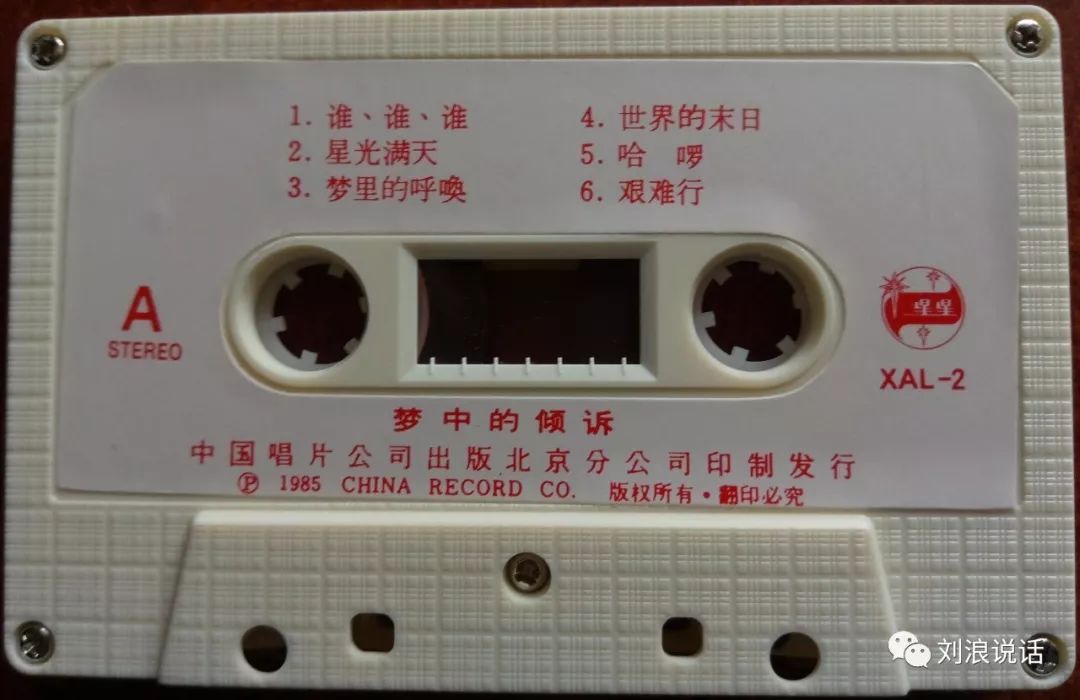 1. 谁、谁、谁
2. 星光满天
3. 梦里的呼唤
4. 世界的末日
5. 哈 啰
6. 艰难行
A
STEREO
星星
XAL-2
梦中的倾诉
中国唱片公司出版北京分公司印制发行
Ⓟ 1985 CHINA RECORD CO. 版权所有·翻印必究
刘浪说话